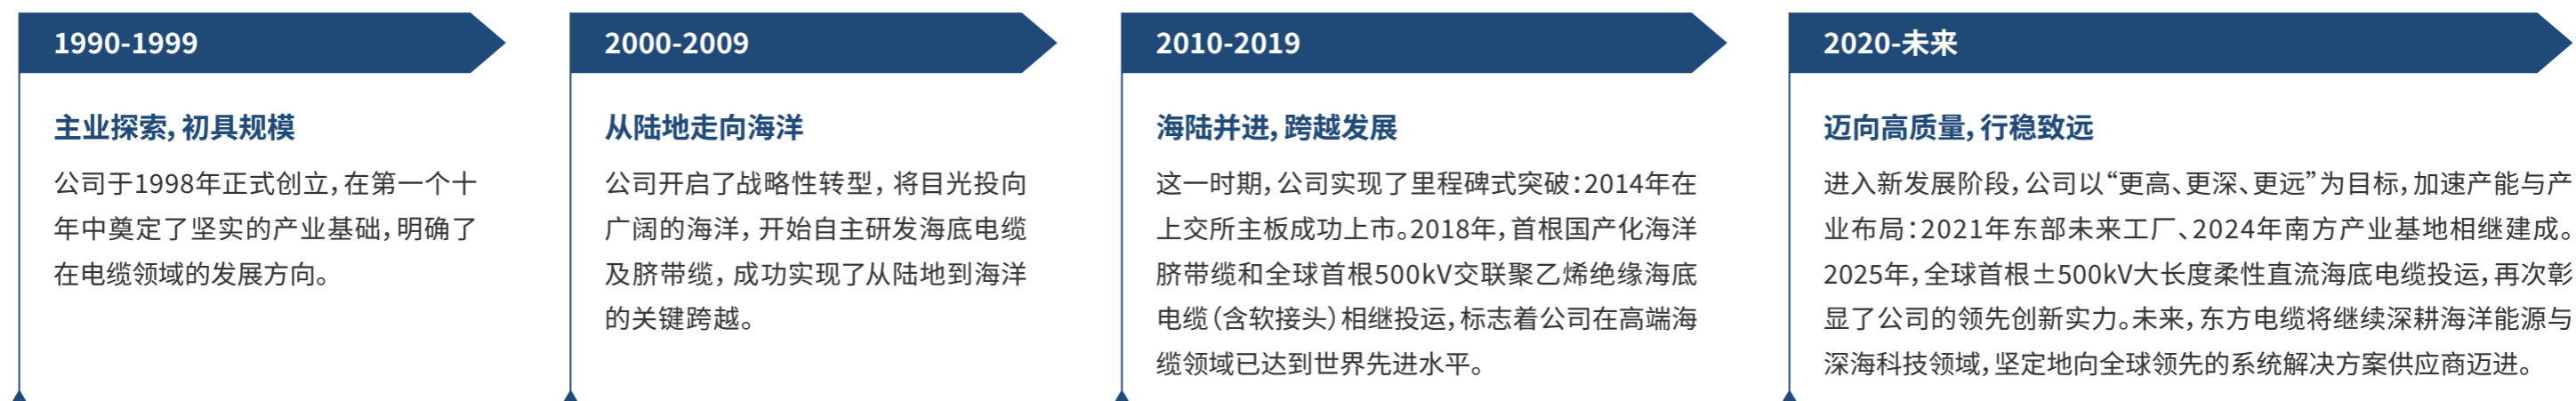 1990-1999
主业探索，初具规模
公司于1998年正式创立，在第一个十
年中奠定了坚实的产业基础，明确了
在电缆领域的发展方向。
2000-2009
从陆地走向海洋
公司开启了战略性转型，将目光投向
广阔的海洋，开始自主研发海底电缆
及脐带缆，成功实现了从陆地到海洋
的关键跨越。
2010-2019
海陆并进，跨越发展
这一时期，公司实现了里程碑式突破：2014年在
上交所主板成功上市。2018年，首根国产化海洋
脐带缆和全球首根500kV交联聚乙烯绝缘海底
电缆（含软接头）相继投运，标志着公司在高端海
缆领域已达到世界先进水平。
2020-未来
迈向高质量，行稳致远
进入新发展阶段，公司以“更高、更深、更远”为目标，加速产能与产
业布局：2021年东部未来工厂、2024年南方产业基地相继建成。
2025年，全球首根±500kV大长度柔性直流海底电缆投运，再次彰
显了公司的领先创新实力。未来，东方电缆将继续深耕海洋能源与
深海科技领域，坚定地向全球领先的系统解决方案供应商迈进。